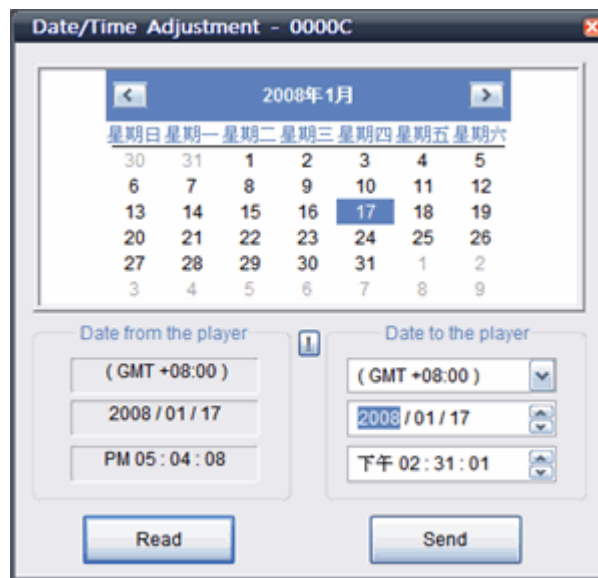 Date/Time Adjustment - 0000C
2008年1月
星期日 星期一 星期二 星期三 星期四 星期五 星期六
30 31 1 2 3 4 5
6 7 8 9 10 11 12
13 14 15 16 17 18 19
20 21 22 23 24 25 26
27 28 29 30 31 1 2
3 4 5 6 7 8 9
Date from the player ! Date to the player
( GMT +08:00 ) ( GMT +08:00 )
2008 / 01 / 17 2008 / 01 / 17
PM 05 : 04 : 08 下午 02 : 31 : 01
Read Send